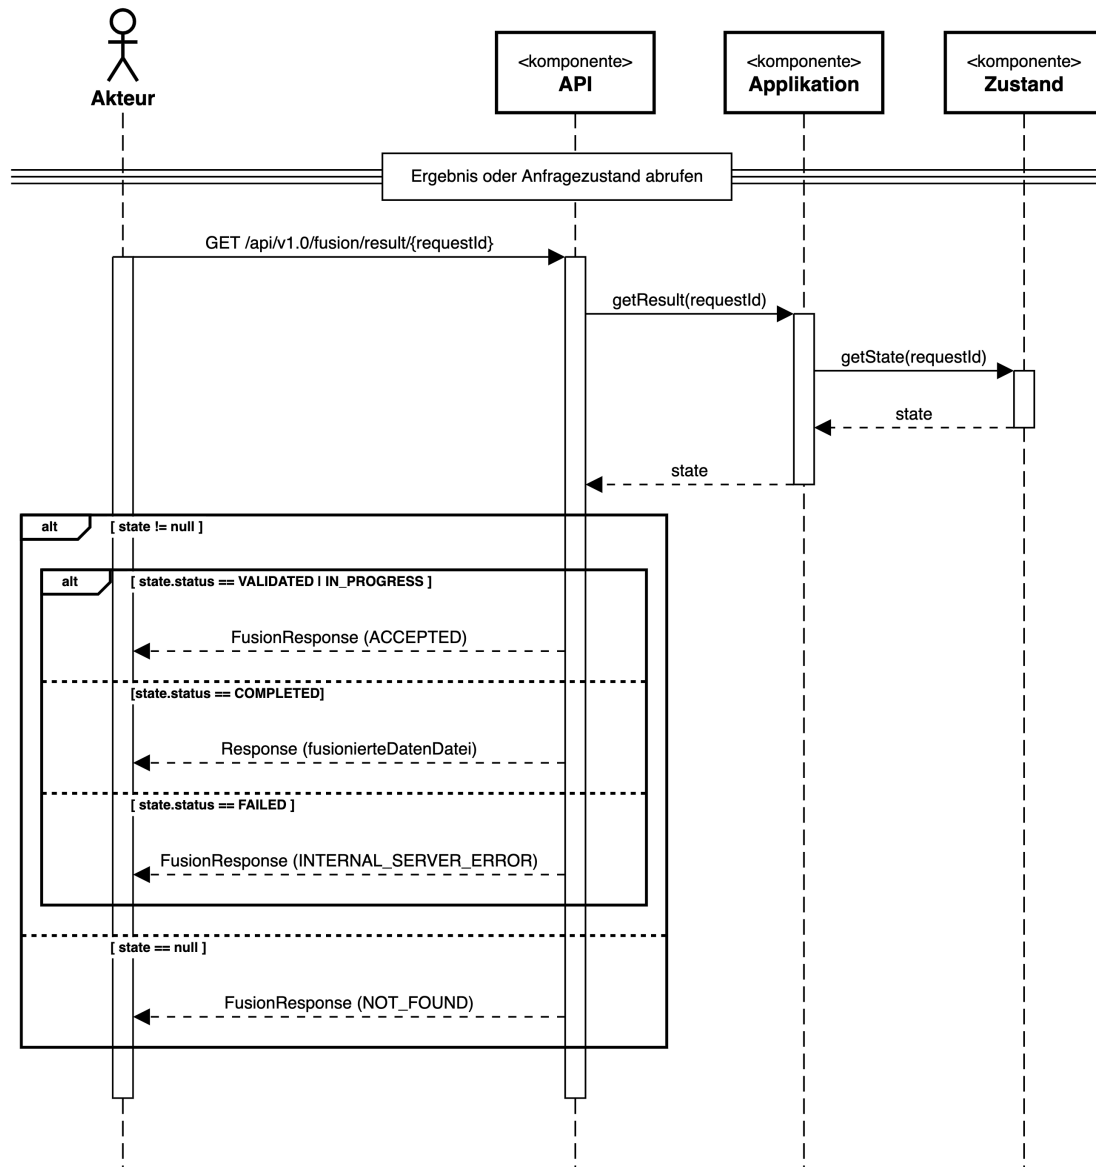 Akteur
<komponente>
API
<komponente>
Applikation
<komponente>
Zustand
Ergebnis oder Anfragezustand abrufen
GET /api/v1.0/fusion/result/{requestId}
getResult(requestId)
getState(requestId)
state
state
alt [ state != null ]
alt [ state.status == VALIDATED | IN_PROGRESS ]
FusionResponse (ACCEPTED)
[state.status == COMPLETED]
Response (fusionierteDatenDatei)
[ state.status == FAILED ]
FusionResponse (INTERNAL_SERVER_ERROR)
[ state == null ]
FusionResponse (NOT_FOUND)